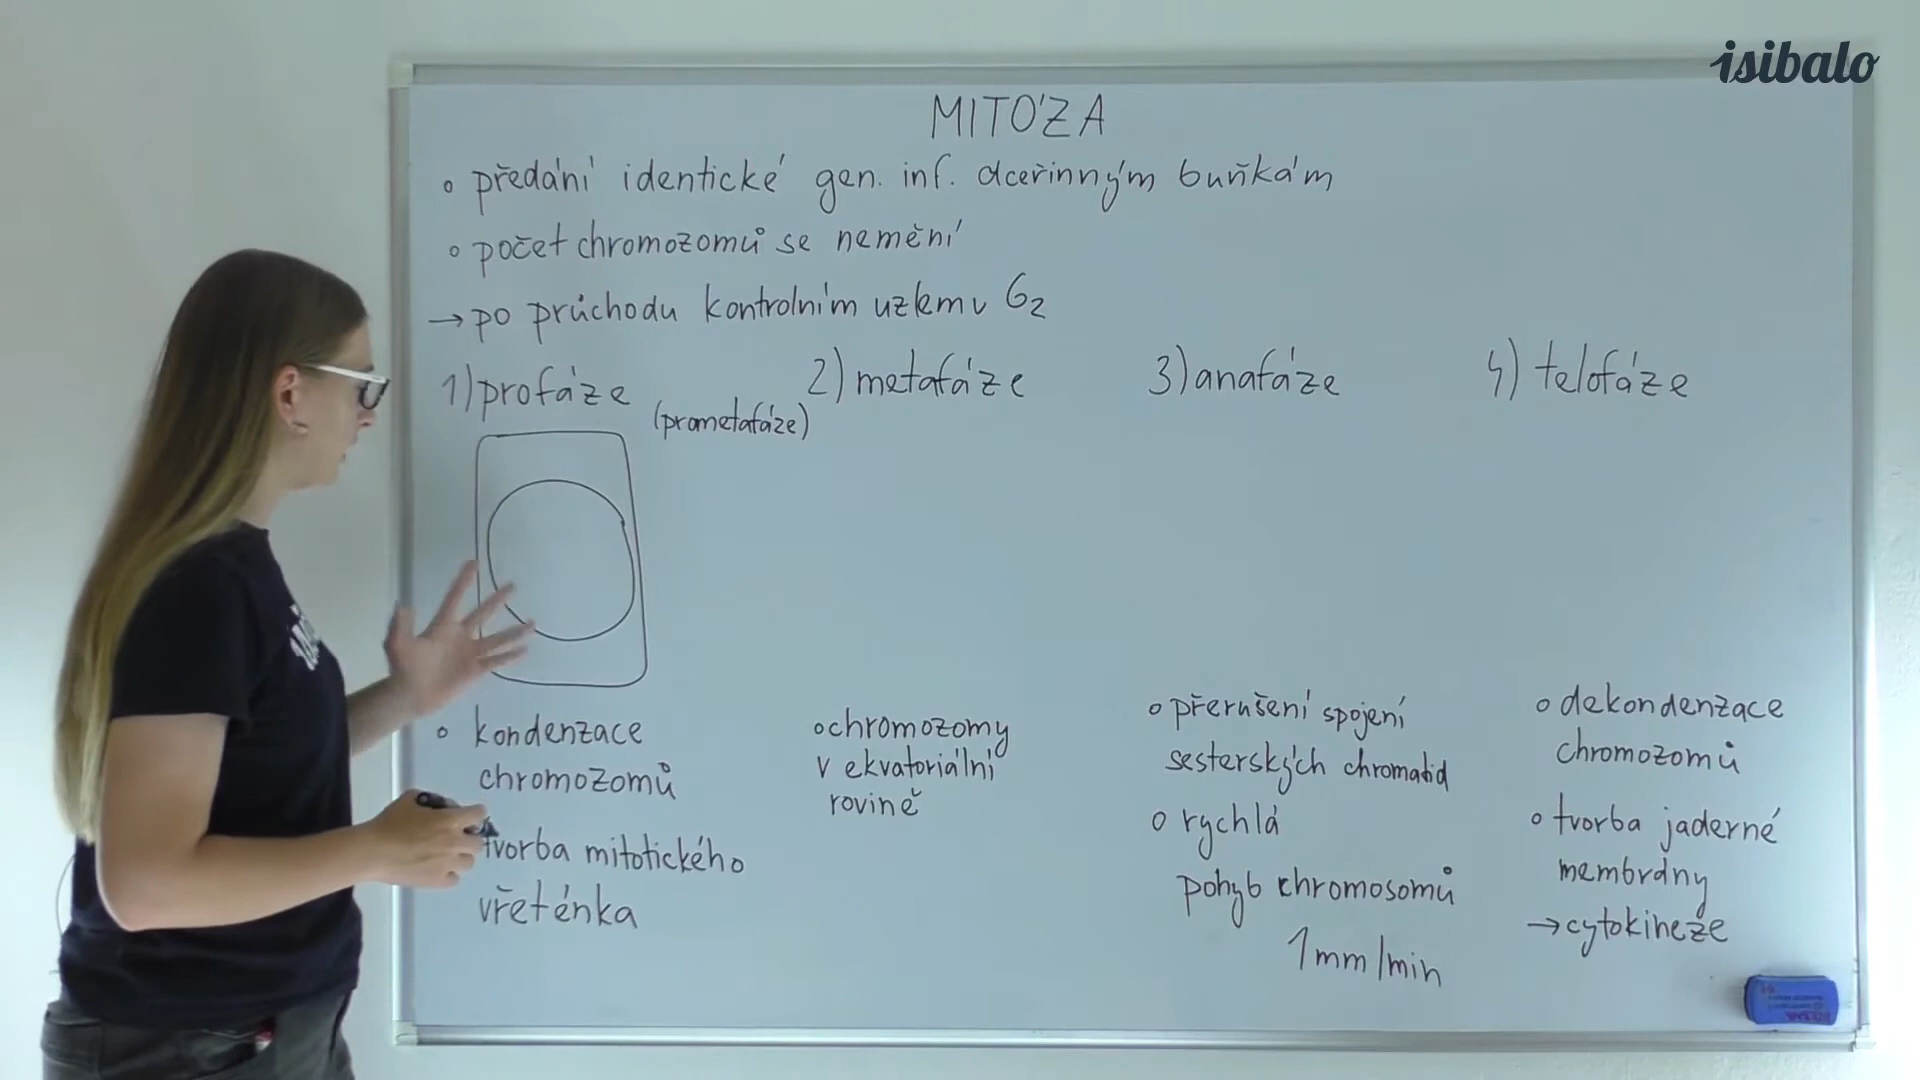 isibalo
MITÓZA
předání identické gen. inf. dceřinným buňkám
počet chromozomů se nemění
→ po průchodu kontrolním uzlem v G2
1) profáze
(prometafáze)
2) metafáze
3) anafáze
4) telofáze
kondenzace
chromozomů
tvorba mitotického
vřeténka
chromozomy
v ekvatoriální
rovině
přerušení spojení
sesterských chromatid
rychlá
pohyb chromosomů
1mm/min
dekondenzace
chromozomů
tvorba jaderné
membrány
→ cytokineze